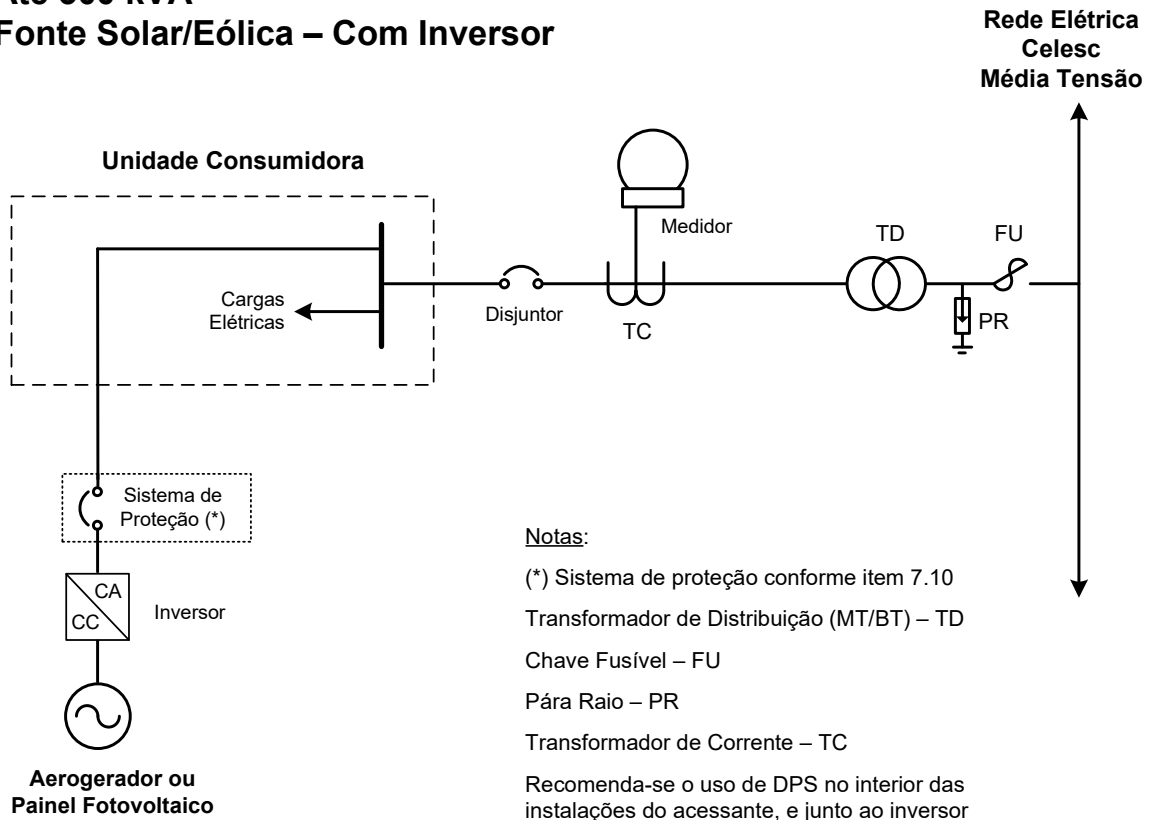 Fonte Solar/Eólica – Com Inversor
Rede Elétrica
Celesc
Média Tensão
Unidade Consumidora
Medidor
TD
FU
Cargas
Elétricas
Disjuntor
TC
PR
Sistema de
Proteção (*)
CA
CC
Inversor
Aerogerador ou
Painel Fotovoltaico
Notas:
(*) Sistema de proteção conforme item 7.10
Transformador de Distribuição (MT/BT) – TD
Chave Fusível – FU
Pára Raio – PR
Transformador de Corrente – TC
Recomenda-se o uso de DPS no interior das
instalações do acessante, e junto ao inversor